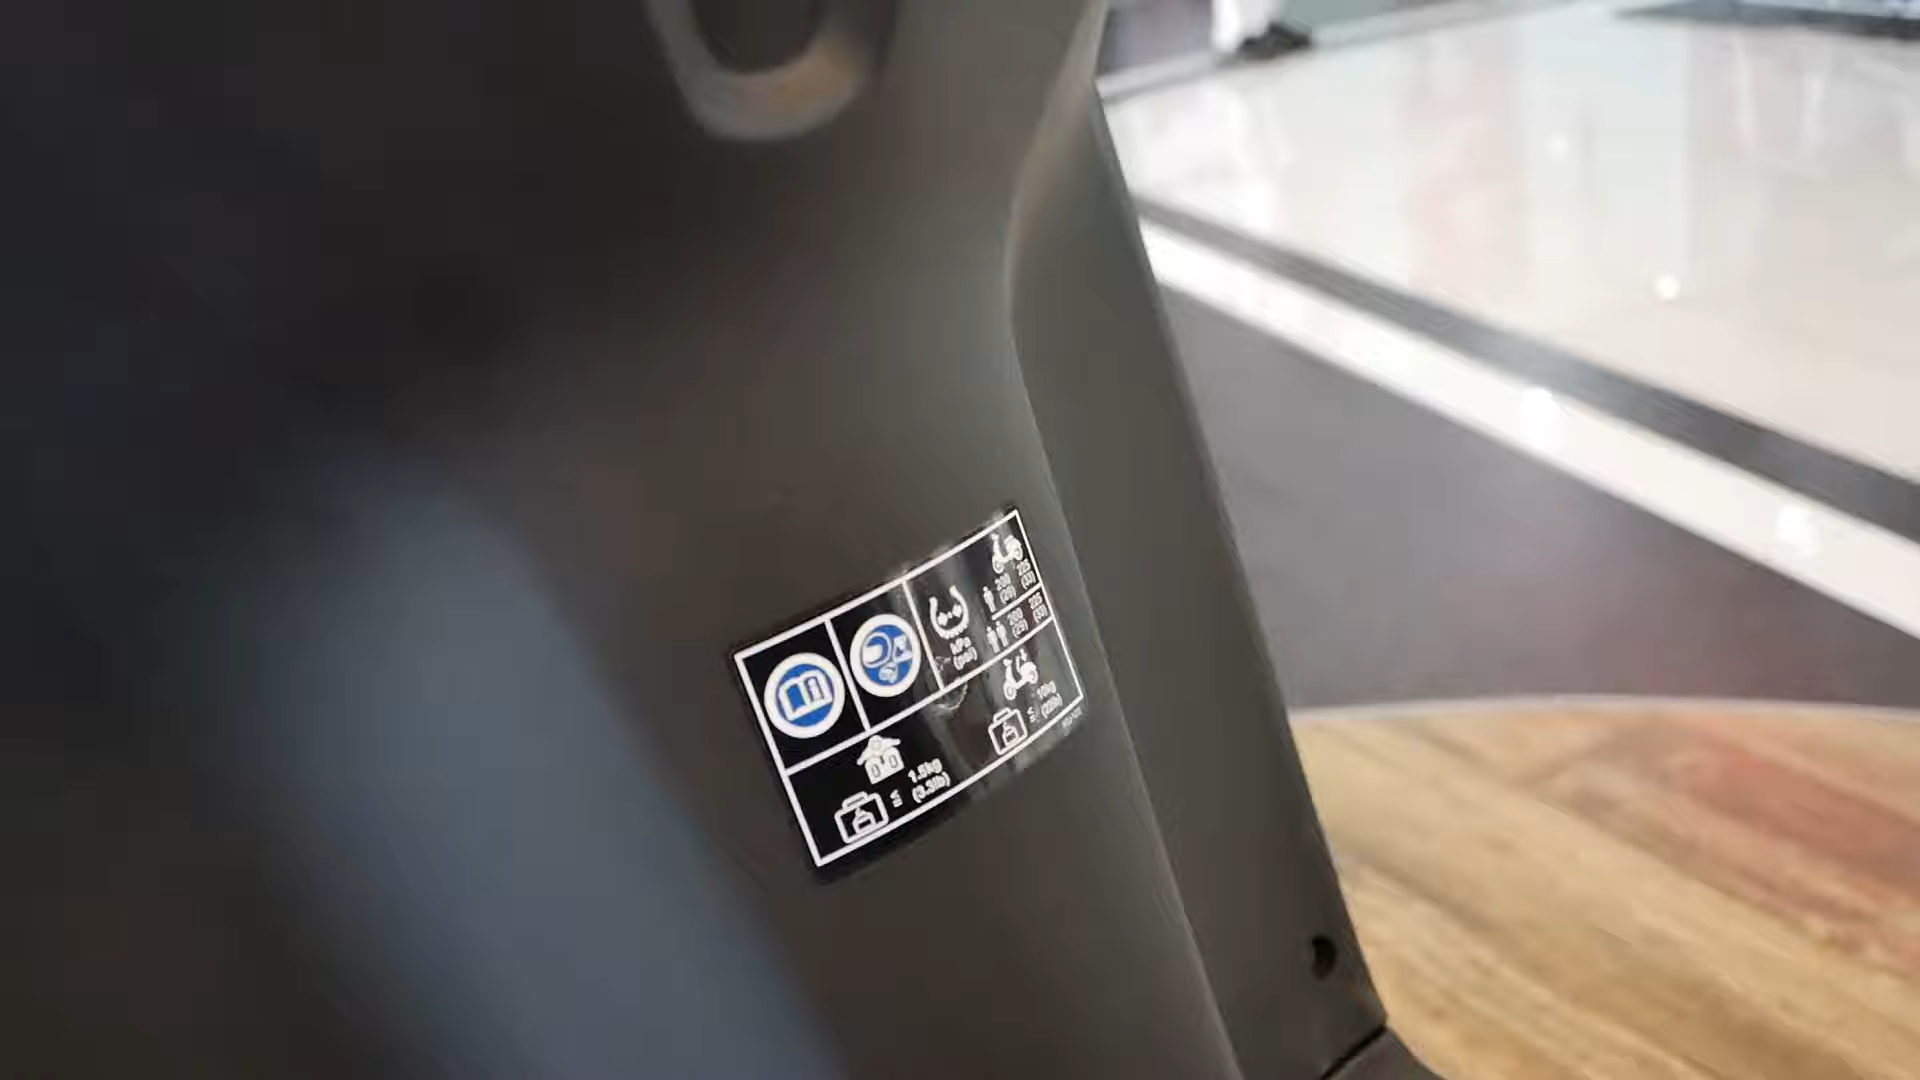 kPa
(psi)
200 225
(29) (33)
200 225
(29) (33)
1.5kg
(3.3lb)
10kg
(22lb)